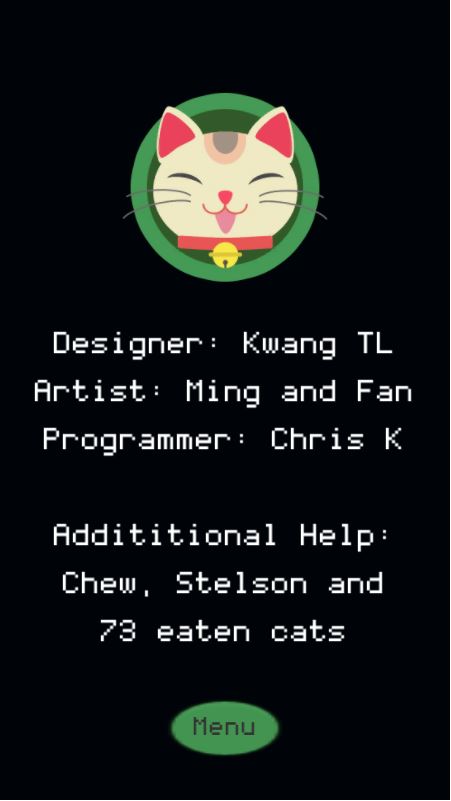 Designer: Kwang TL
Artist: Ming and Fan
Programmer: Chris K
Addititional Help:
Chew, Stelson and
73 eaten cats
Menu